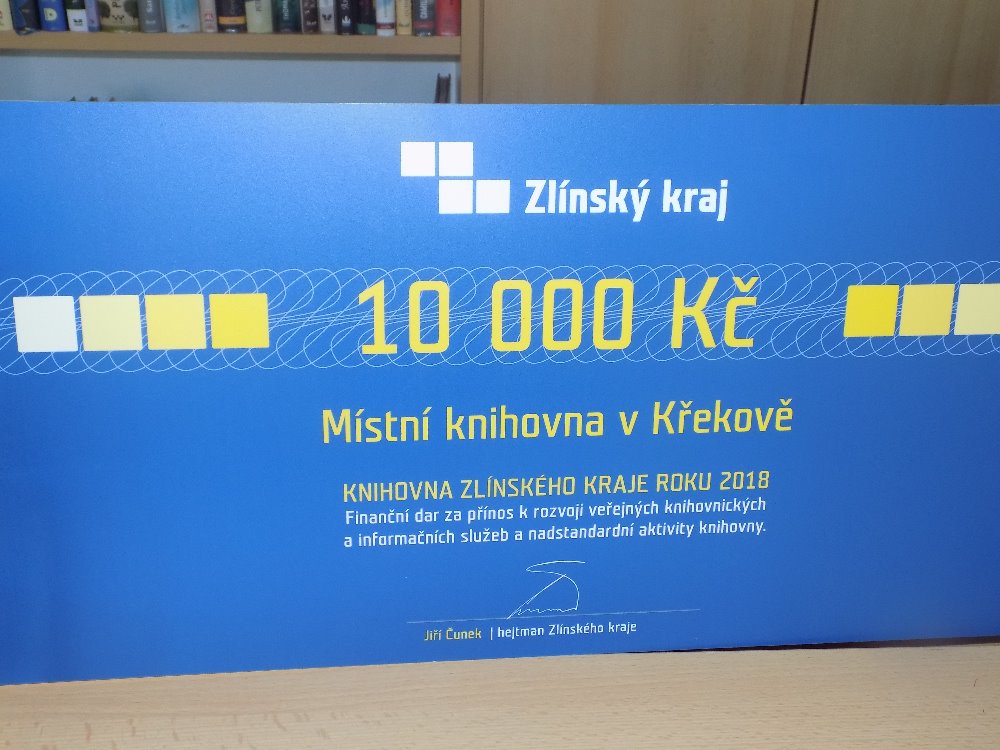 Zlínský kraj
10 000 Kč
Místní knihovna v Křekově
KNIHOVNA ZLÍNSKÉHO KRAJE ROKU 2018
Finanční dar za přínos k rozvoji veřejných knihovnických
a informačních služeb a nadstandardní aktivity knihovny.
Jiří Čunek | hejtman Zlínského kraje